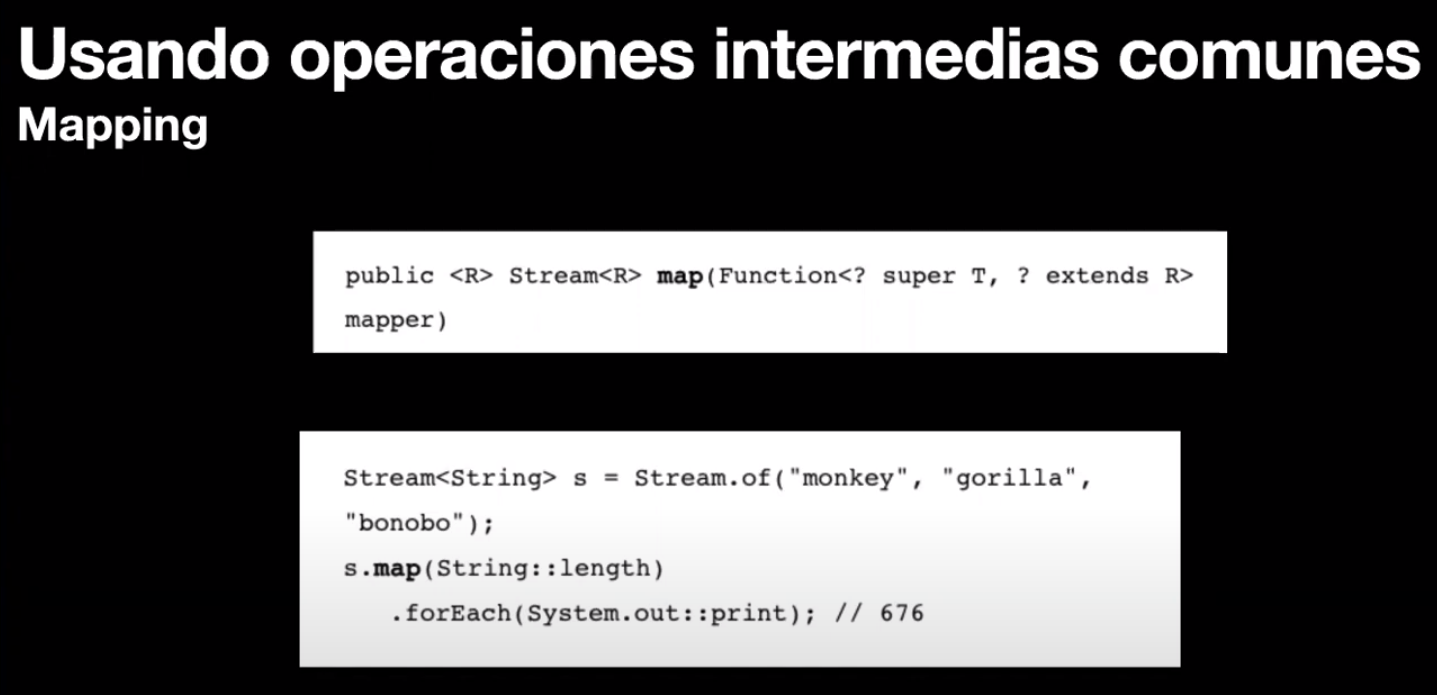 Usando operaciones intermedias comunes
Mapping
public <R> Stream<R> map(Function<? super T, ? extends R>
mapper)
Stream<String> s = Stream.of("monkey", "gorilla",
"bonobo");
s.map(String::length)
.forEach(System.out::print); // 676